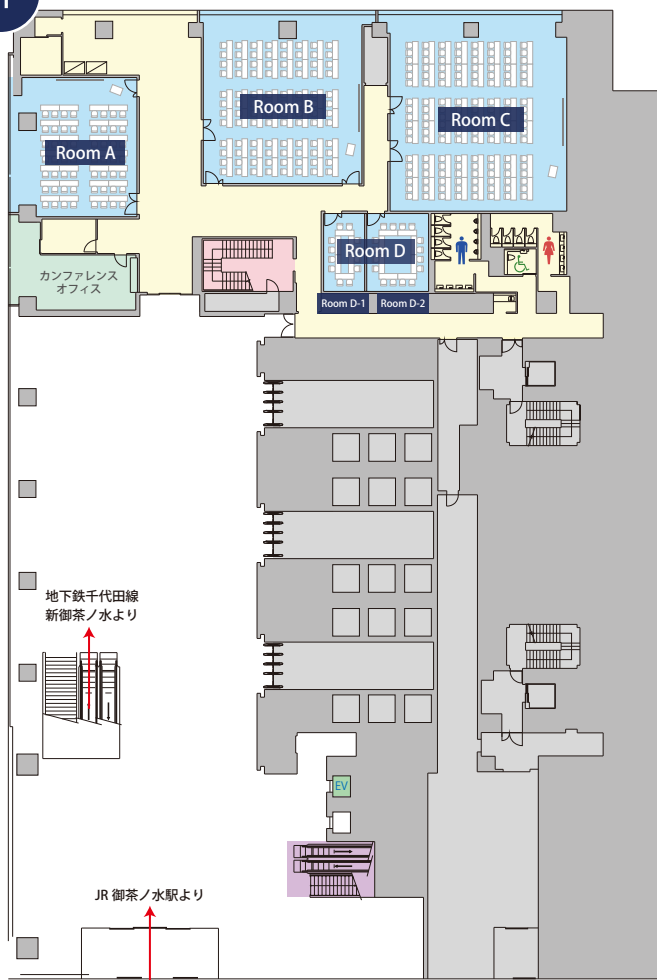 Room B
Room C
Room A
Room D
カンファレンス
オフィス
Room D-1
Room D-2
地下鉄千代田線
新御茶ノ水より
EV
JR 御茶ノ水駅より